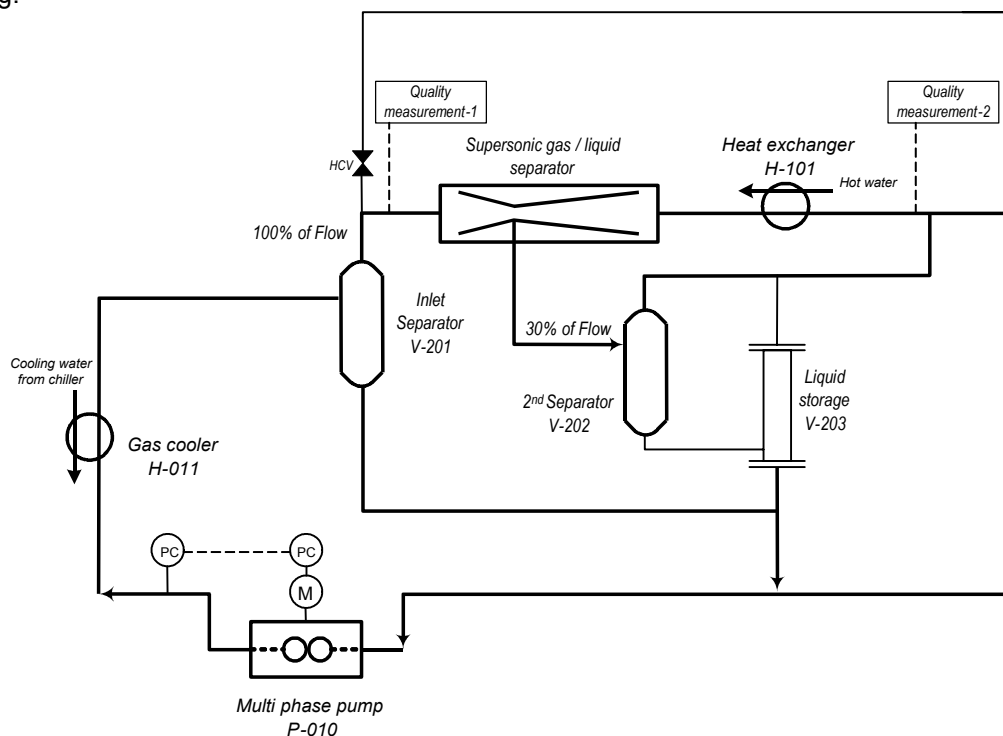 g.
Quality
measurement-1
Quality
measurement-2
Supersonic gas / liquid
separator
Heat exchanger
H-101
HCV
Hot water
100% of Flow
Inlet
Separator
V-201
30% of Flow
Cooling water
from chiller
Liquid
storage
V-203
2nd Separator
V-202
Gas cooler
H-011
PC
PC
M
Multi phase pump
P-010